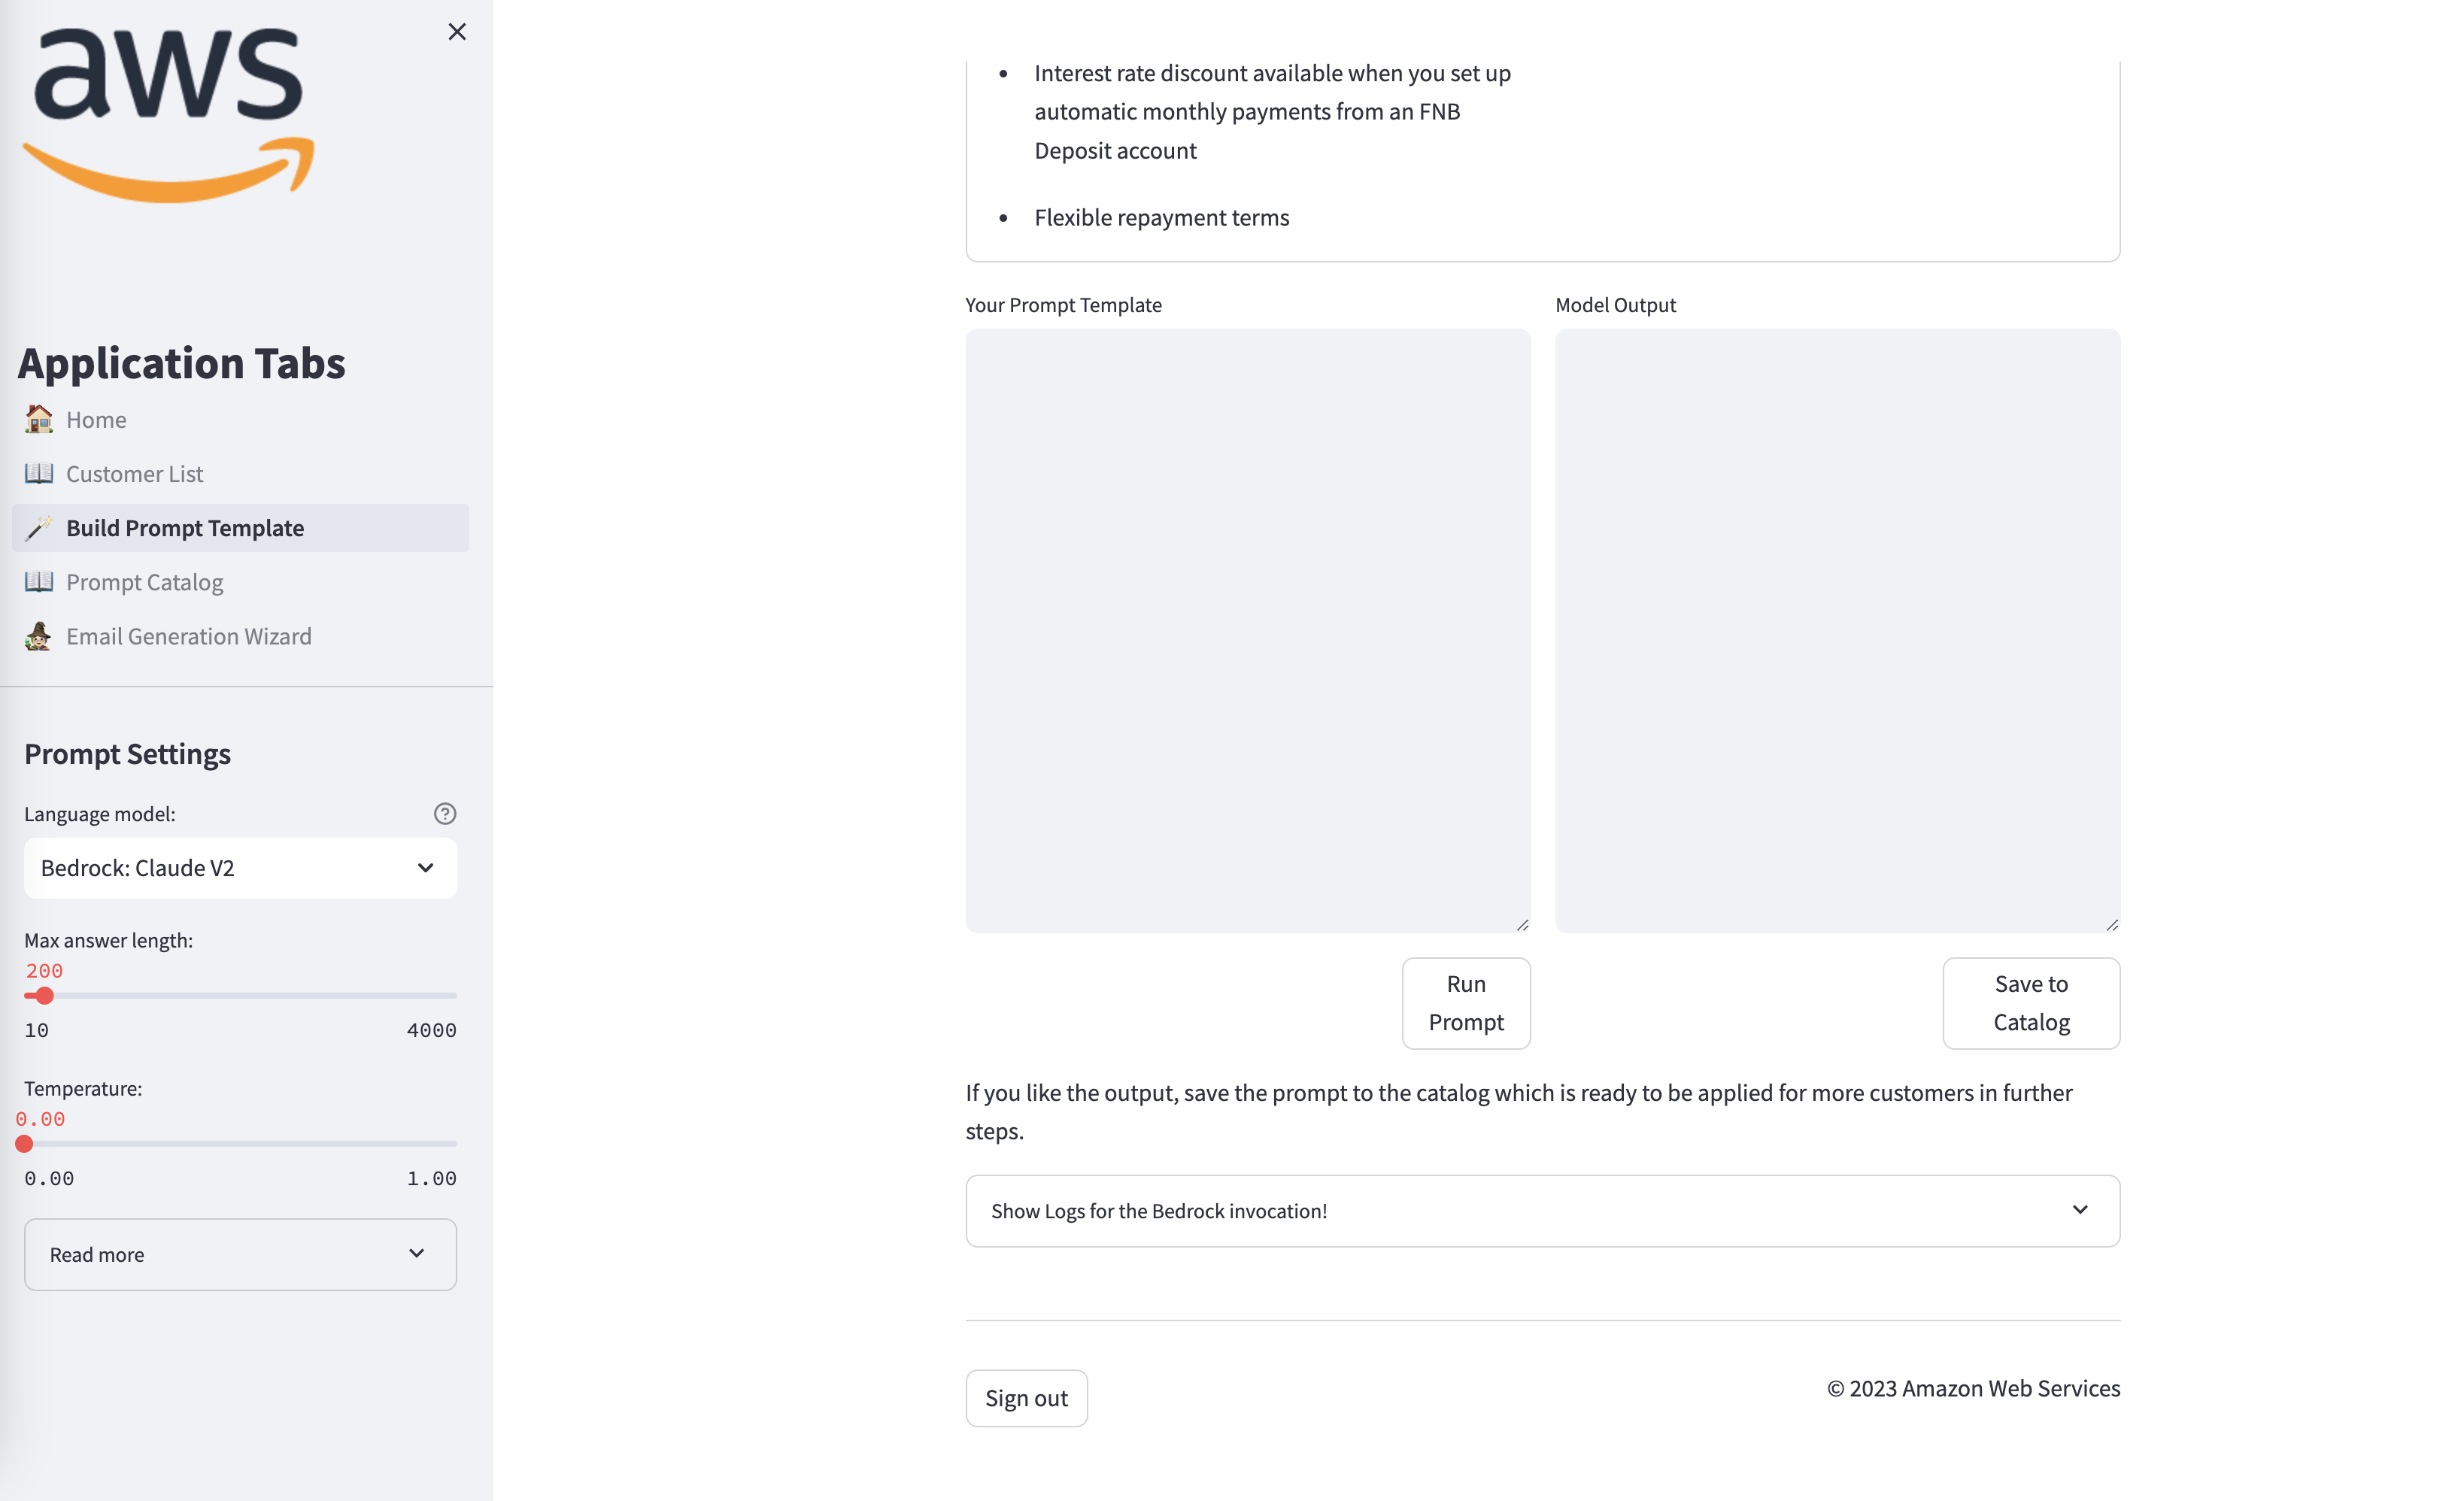 aws
Application Tabs
Home
Customer List
Build Prompt Template
Prompt Catalog
Email Generation Wizard
Prompt Settings
Language model:
Bedrock: Claude V2
Max answer length:
200
10 4000
Temperature:
0.00
0.00 1.00
Read more
Interest rate discount available when you set up
automatic monthly payments from an FNB
Deposit account
Flexible repayment terms
Your Prompt Template
Model Output
Run
Prompt
Save to
Catalog
If you like the output, save the prompt to the catalog which is ready to be applied for more customers in further
steps.
Show Logs for the Bedrock invocation!
Sign out
© 2023 Amazon Web Services